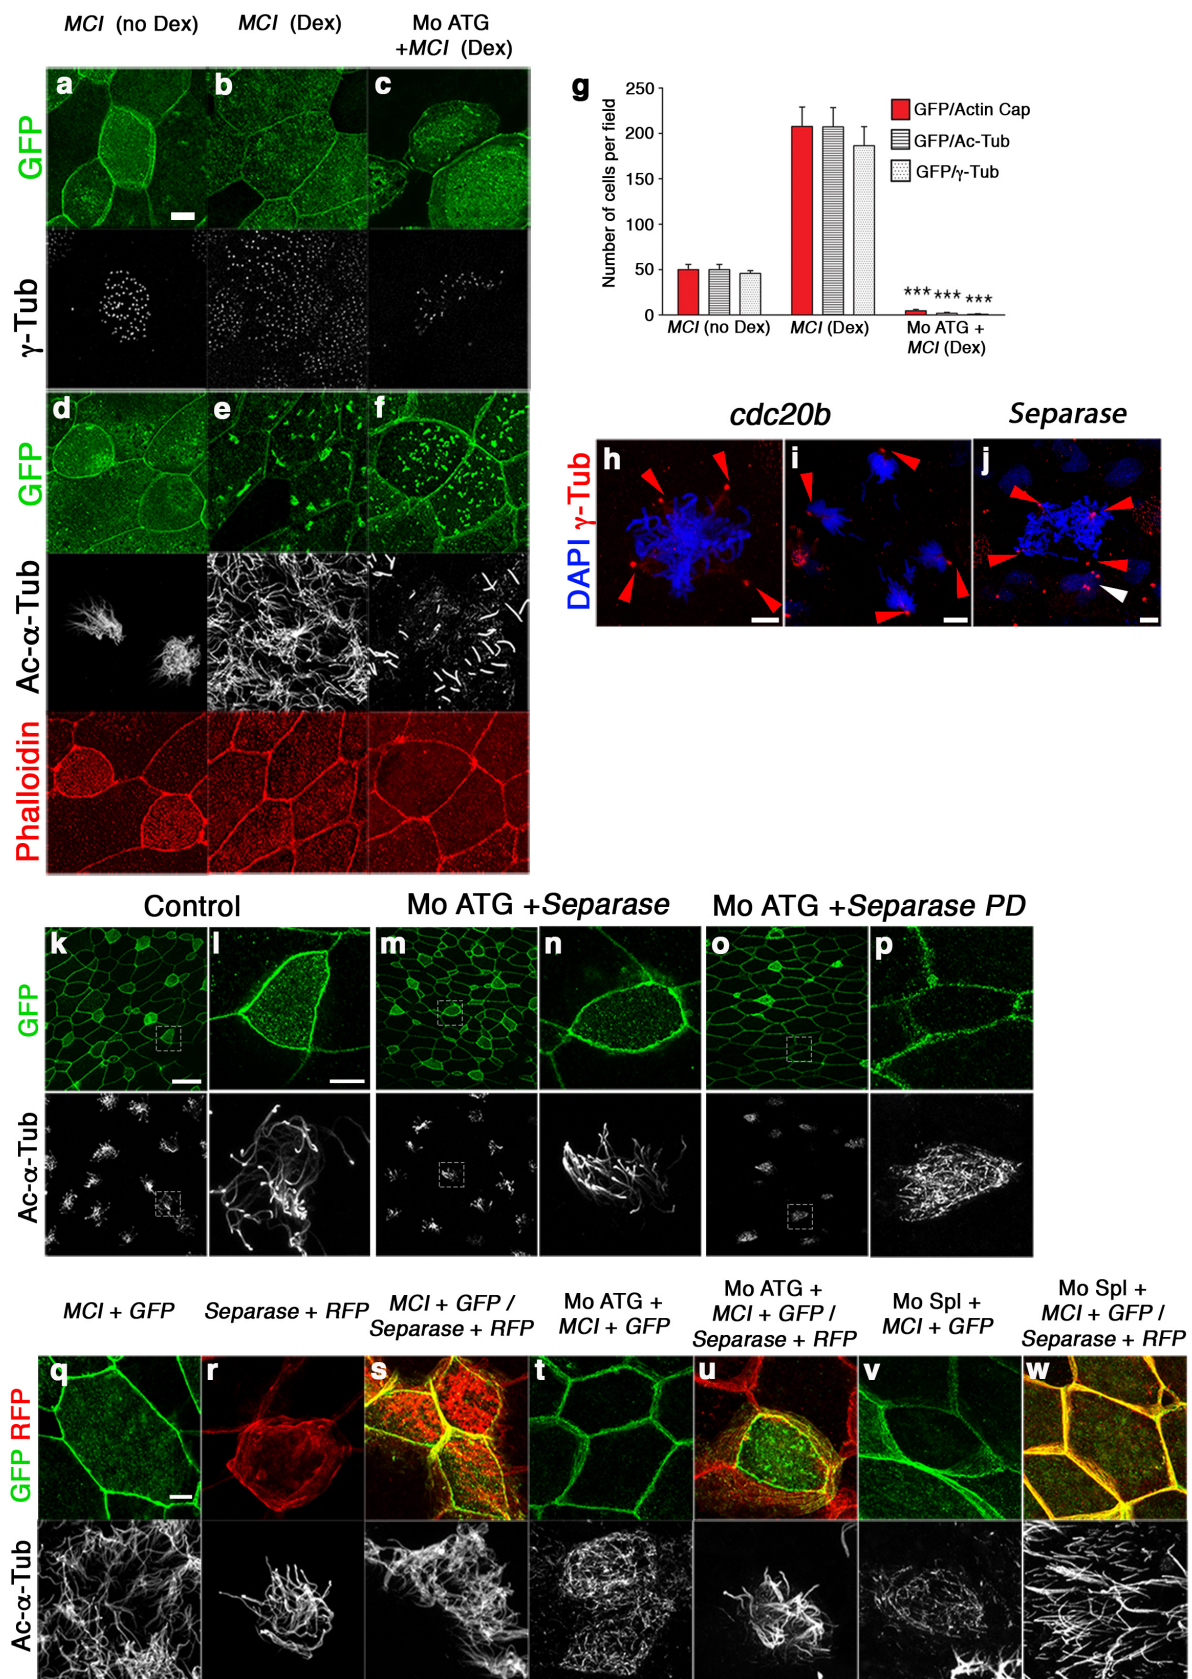 MCI (no Dex)
MCI (Dex)
Mo ATG
+MCI (Dex)
a
b
c
GFP
γ-Tub
d
e
f
GFP
Ac-α-Tub
Phalloidin
g
Number of cells per field
250
200
150
100
50
0
GFP/Actin Cap
GFP/Ac-Tub
GFP/γ-Tub
***
***
***
MCI (no Dex)
MCI (Dex)
Mo ATG +
MCI (Dex)
cdc20b
Separase
h
i
j
DAPI γ-Tub
Control
Mo ATG +Separase
Mo ATG +Separase PD
k
l
m
n
o
p
GFP
Ac-α-Tub
MCI + GFP
Separase + RFP
MCI + GFP /
Separase + RFP
Mo ATG +
MCI + GFP
Mo ATG +
MCI + GFP /
Separase + RFP
Mo Spl +
MCI + GFP
Mo Spl +
MCI + GFP /
Separase + RFP
q
r
s
t
u
v
w
GFP RFP
Ac-α-Tub